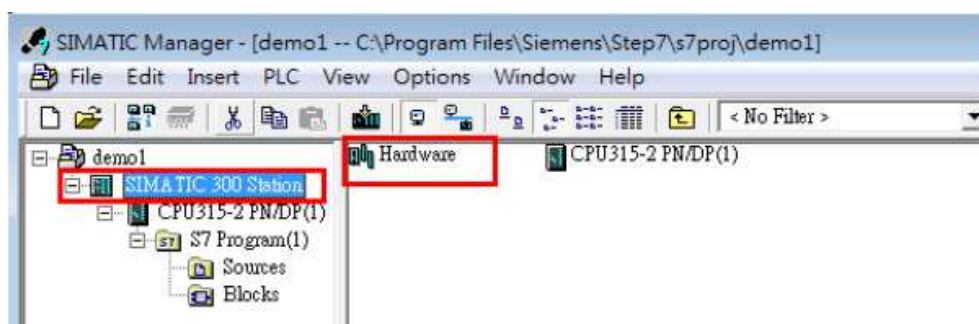 SIMATIC Manager - [demo1 -- C:\Program Files\Siemens\Step7\s7proj\demo1]
File Edit Insert PLC View Options Window Help
< No Filter >
demo1
SIMATIC 300 Station
CPU315-2 PN/DP(1)
S7 Program(1)
Sources
Blocks
Hardware
CPU315-2 PN/DP(1)